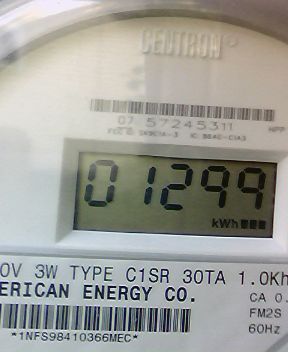 CENTRON®
07 57245311
HPP
01299
kWh
0V 3W TYPE C1SR 30TA 1.0Kh
ERICAN ENERGY CO.
CA 0.
FM2S
60Hz
*1NFS98410366MEC*